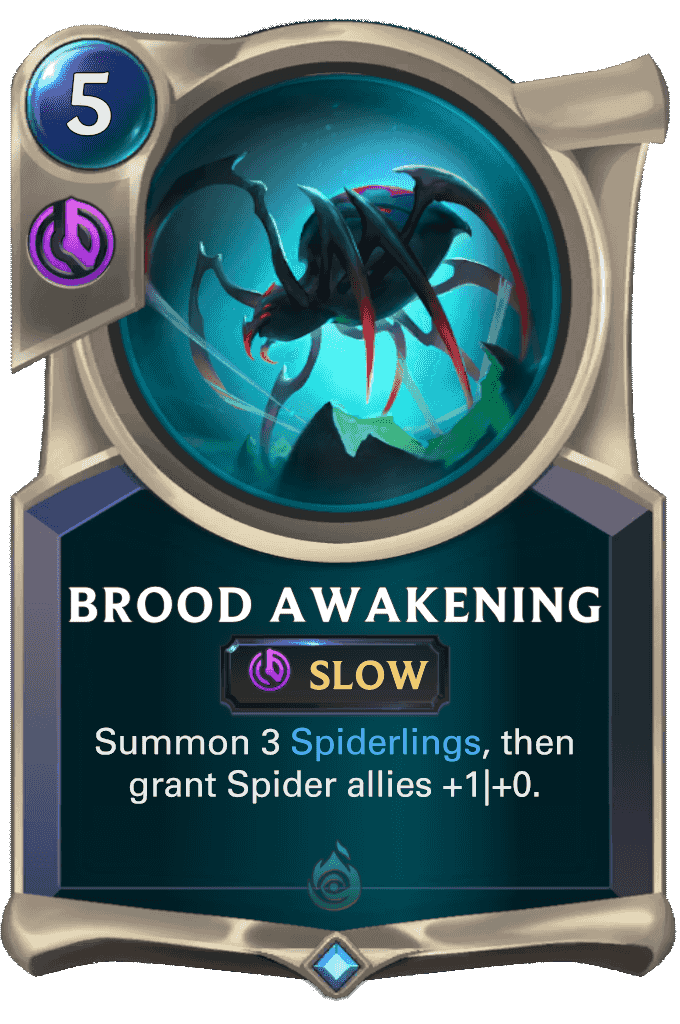 5
BROOD AWAKENING
SLOW
Summon 3 Spiderlings, then
grant Spider allies +1|+0.